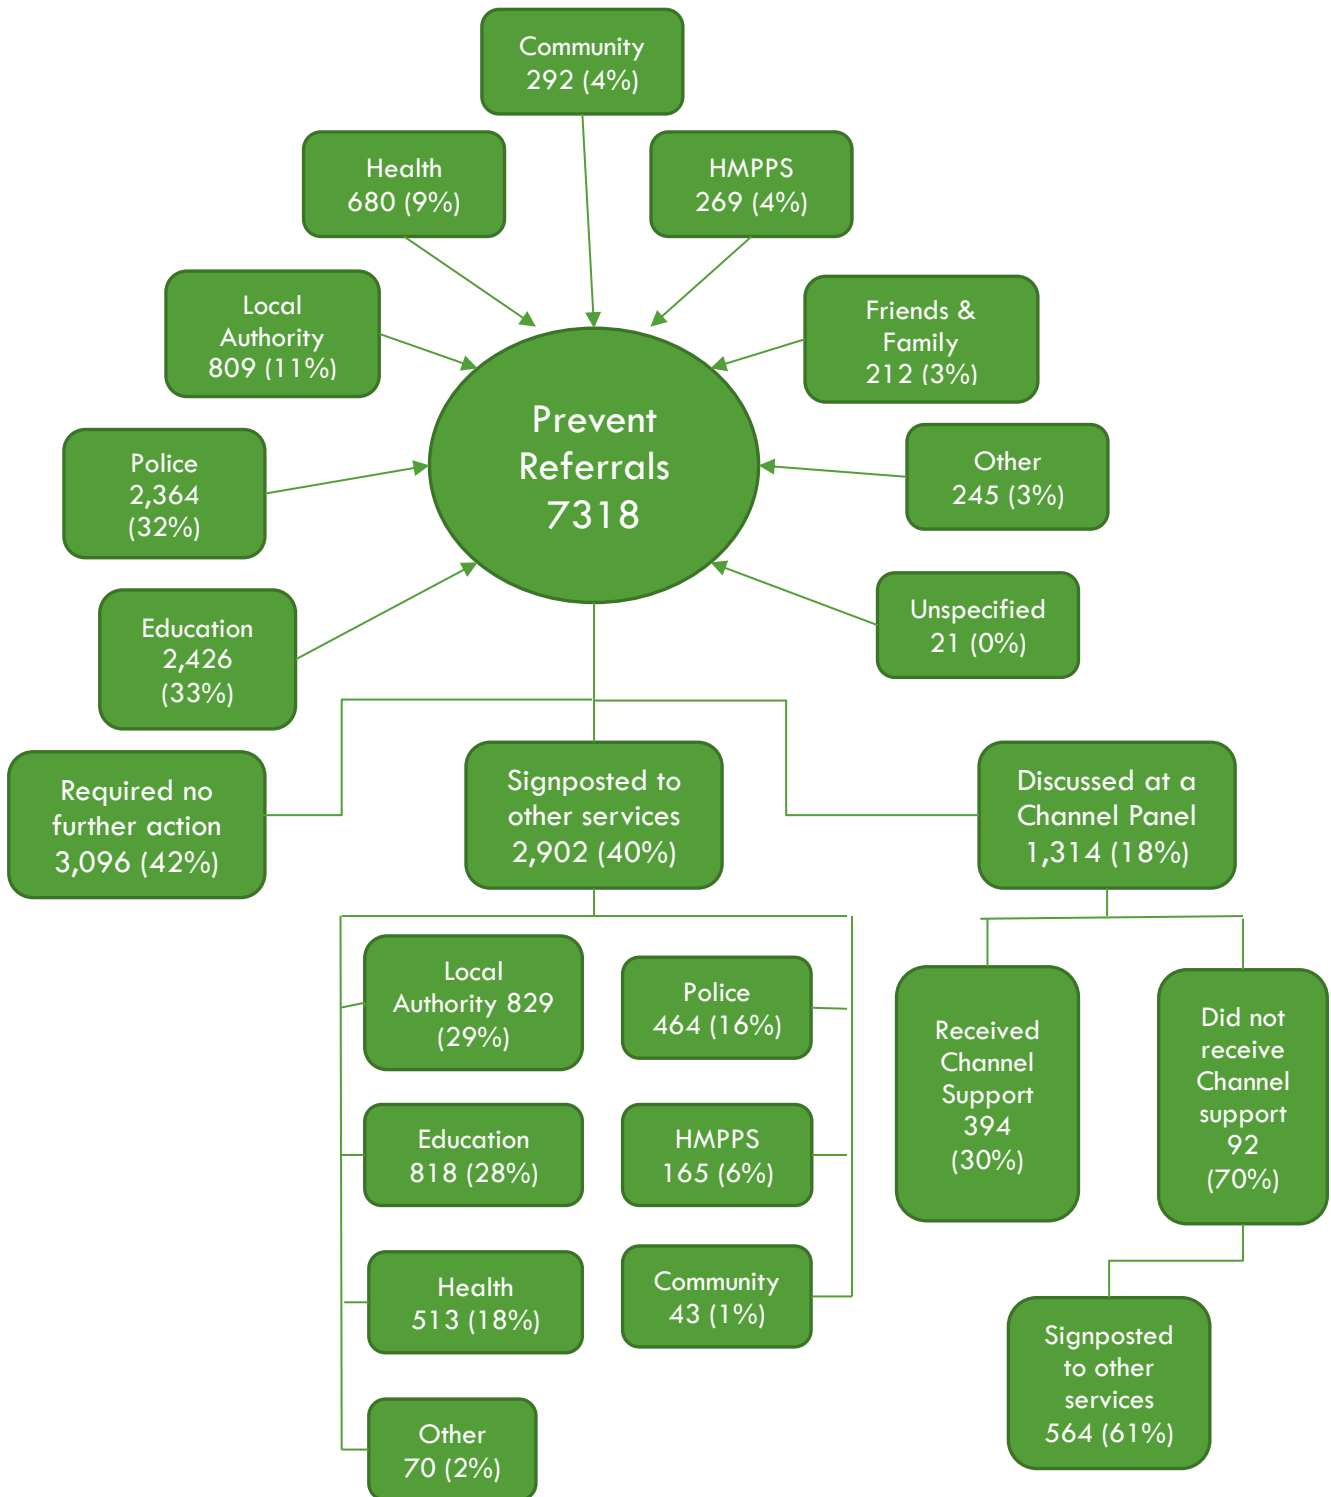 Community
292 (4%)
Health
680 (9%)
HMPPS
269 (4%)
Local
Authority
809 (11%)
Friends &
Family
212 (3%)
Prevent
Referrals
7318
Police
2,364
(32%)
Other
245 (3%)
Education
2,426
(33%)
Unspecified
21 (0%)
Required no
further action
3,096 (42%)
Signposted to
other services
2,902 (40%)
Discussed at a
Channel Panel
1,314 (18%)
Local
Authority 829
(29%)
Police
464 (16%)
Education
818 (28%)
HMPPS
165 (6%)
Health
513 (18%)
Community
43 (1%)
Other
70 (2%)
Received
Channel
Support
394
(30%)
Did not
receive
Channel
support
92
(70%)
Signposted
to other
services
564 (61%)